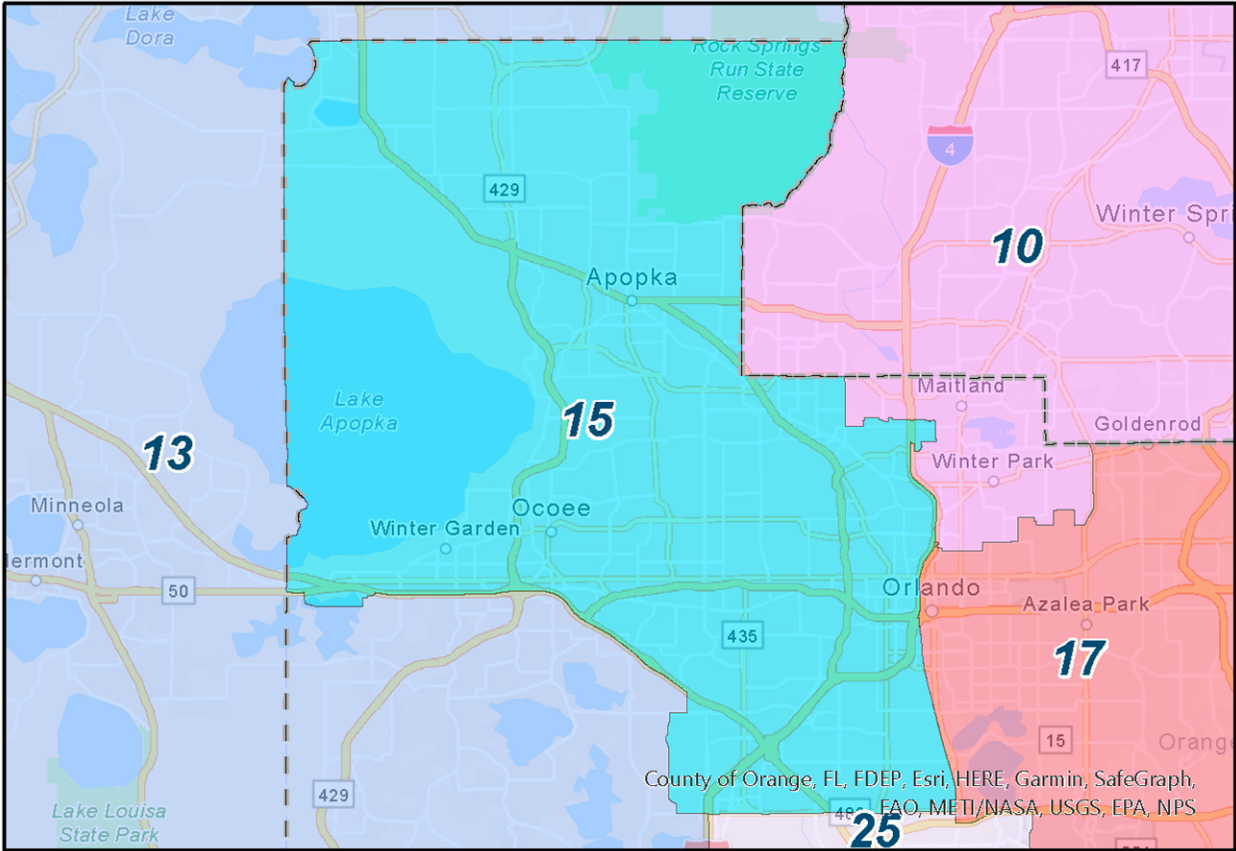 Lake
Dora
Rock Springs
Run State
Reserve
417
4
429
Winter Spri
10
Apopka
Lake
Apopka
15
Maitland
Goldenrod
13
Winter Park
Minneola
Ocoee
Winter Garden
lermont
50
Orlando
Azalea Park
435
17
15
Orange
429
Lake Louisa
State Park
County of Orange, FL, FDEP, Esri, HERE, Garmin, SafeGraph,
FAO, METI/NASA, USGS, EPA, NPS
25